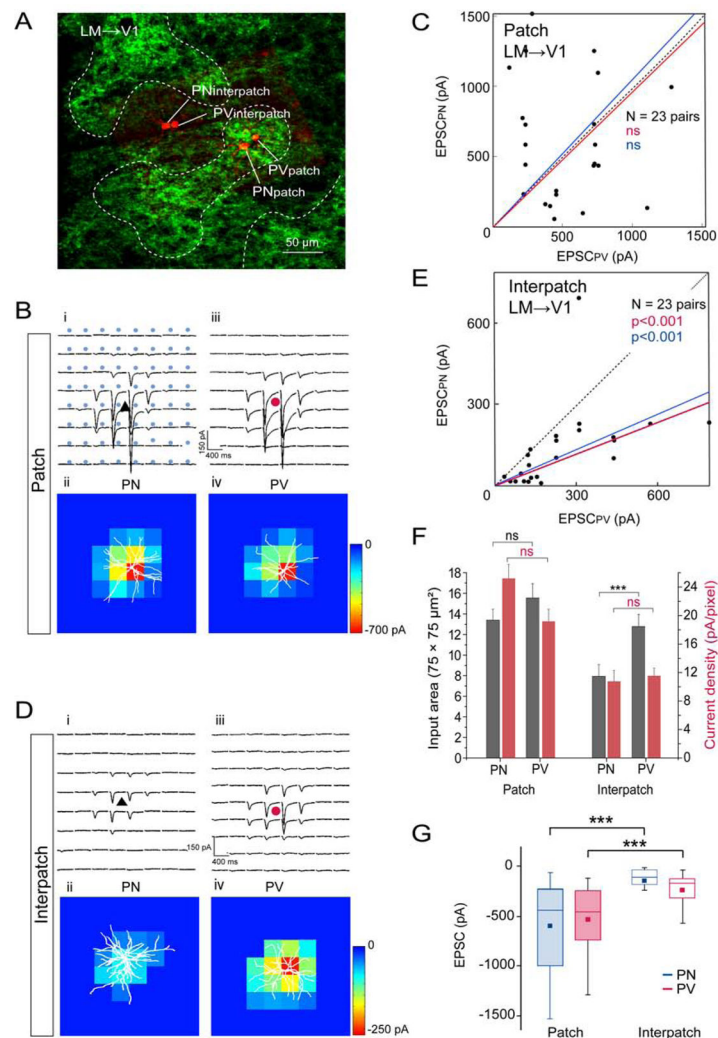 A
LM→V1
PNinterpatch
PVinterpatch
PVpatch
PNpatch
50 µm
B
i
iii
150 pA
400 ms
Patch
ii
PN
iv
PV
0
-700 pA
D
i
iii
150 pA
400 ms
Interpatch
ii
PN
iv
PV
0
-250 pA
C
Patch
LM→V1
1500
1000
500
0
EPSCPN (pA)
N = 23 pairs
ns
ns
0
500
1000
1500
EPSCPV (pA)
E
Interpatch
LM→V1
N = 23 pairs
p<0.001
p<0.001
600
300
0
EPSCPN (pA)
0
300
600
EPSCPV (pA)
F
ns
ns
***
ns
18
16
14
12
10
8
6
4
2
0
Input area (75 × 75 µm²)
24
20
16
12
8
4
0
Current density (pA/pixel)
PN
PV
PN
PV
Patch
Interpatch
G
***
***
0
-500
-1000
-1500
EPSC (pA)
PN
PV
Patch
Interpatch